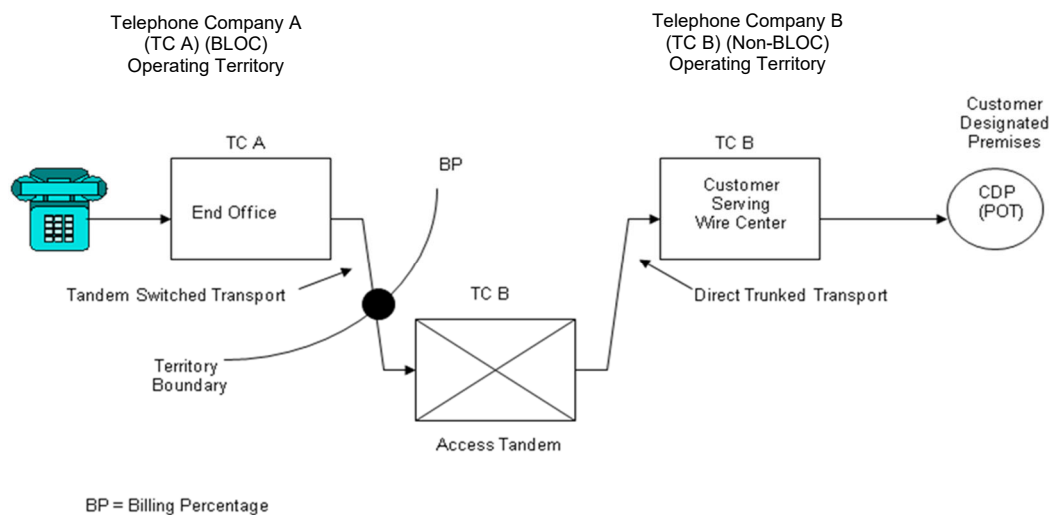 Telephone Company A
(TC A) (BLOC)
Operating Territory
Telephone Company B
(TC B) (Non-BLOC)
Operating Territory
Customer
Designated
Premises
TC A
BP
TC B
End Office
Customer
Serving
Wire Center
CDP
(POT)
Tandem Switched Transport
TC B
Direct Trunked Transport
Territory
Boundary
Access Tandem
BP = Billing Percentage